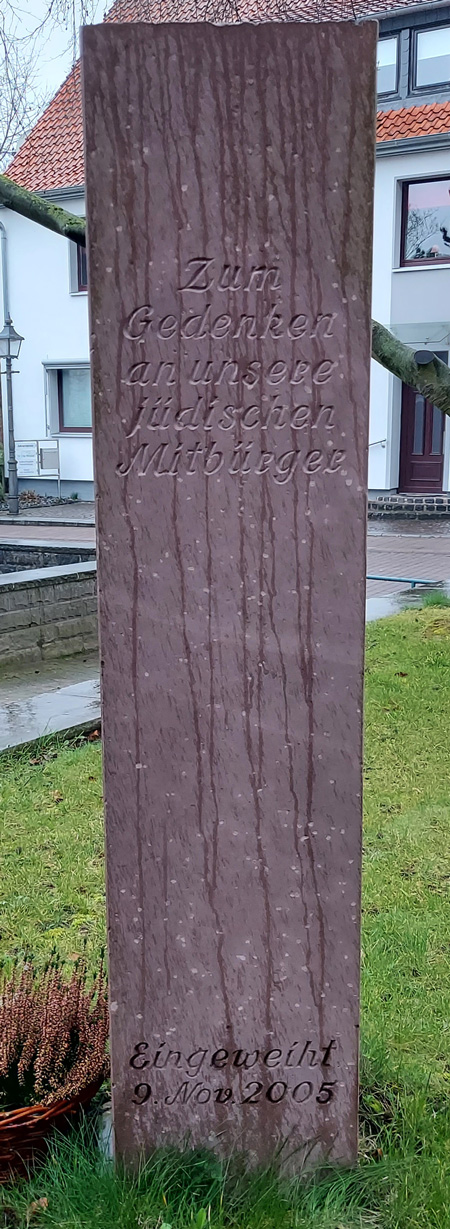 Zum
Gedenken
an unsere
jüdischen
Mitbürger
Eingeweiht
9. Nov. 2005